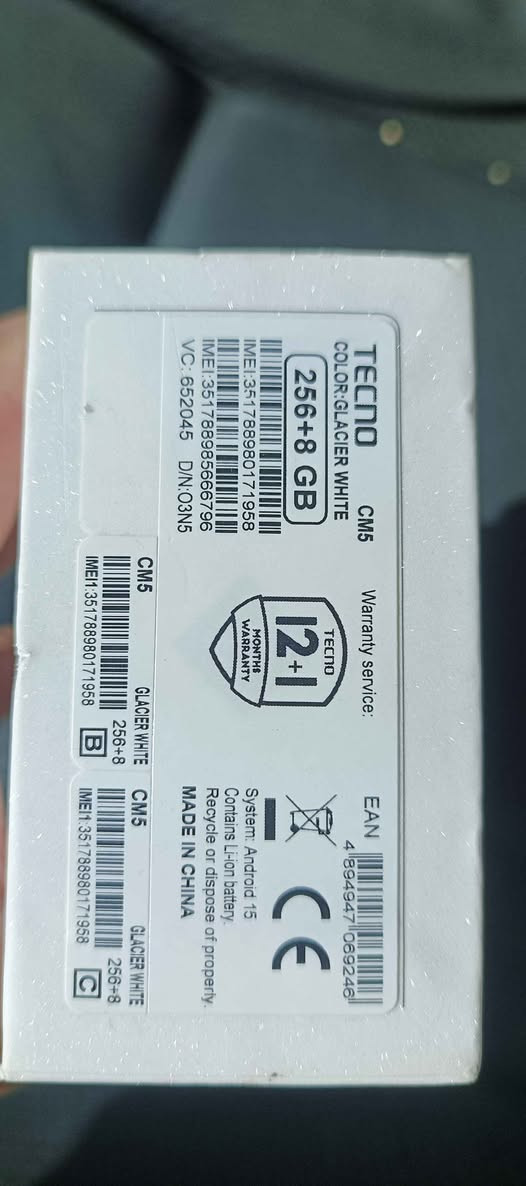 TECNO CM5
COLOR:GLACIER WHITE
256+8 GB
IMEI:351788980171958
IMEI:351788985666796
VC: 652045 D/N:O3N5
Warranty service:
TECNO
12+1
MONTHS
WARRANTY
EAN
4 894947 069246
CE
System: Android 15
Contains Li-ion battery.
Recycle or dispose of properly.
MADE IN CHINA
CM5 GLACIER WHITE
256+8
IMEI1:351788980171958 B
CM5 GLACIER WHITE
256+8
IMEI1:351788980171958 C